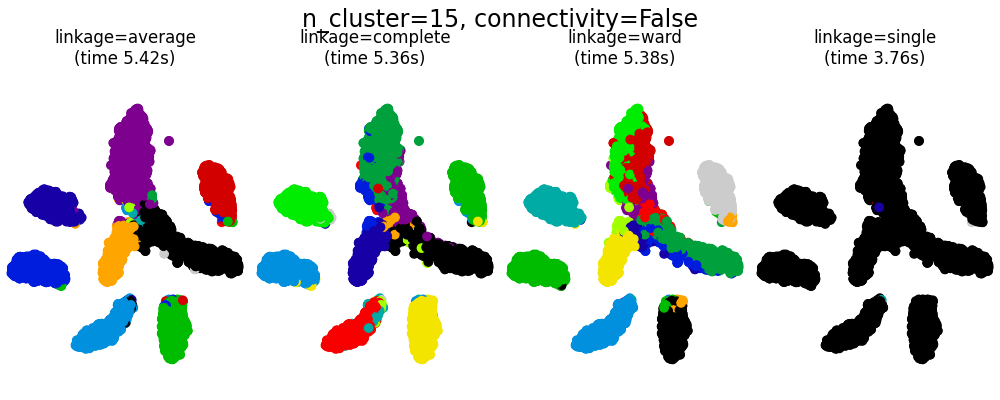 n_cluster=15, connectivity=False
linkage=average
(time 5.42s)
linkage=complete
(time 5.36s)
linkage=ward
(time 5.38s)
linkage=single
(time 3.76s)